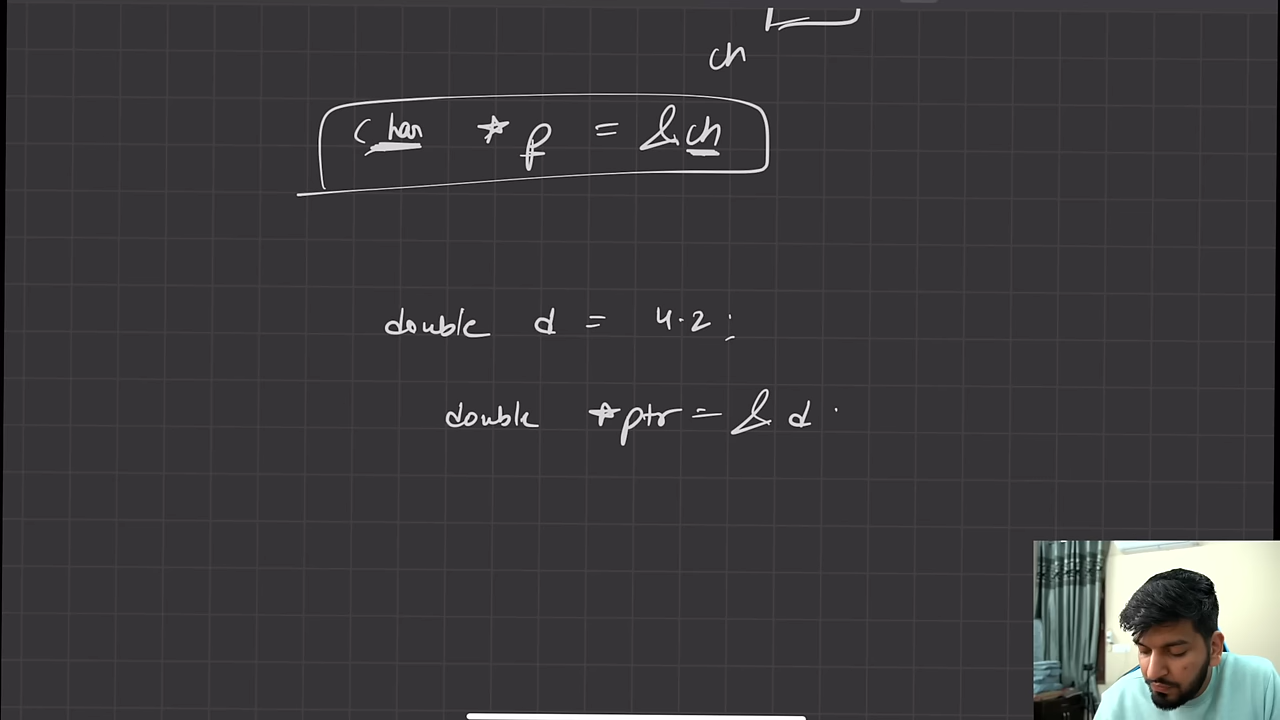 ch
char *p = &ch
double d = 4.2;
double *ptr = &d